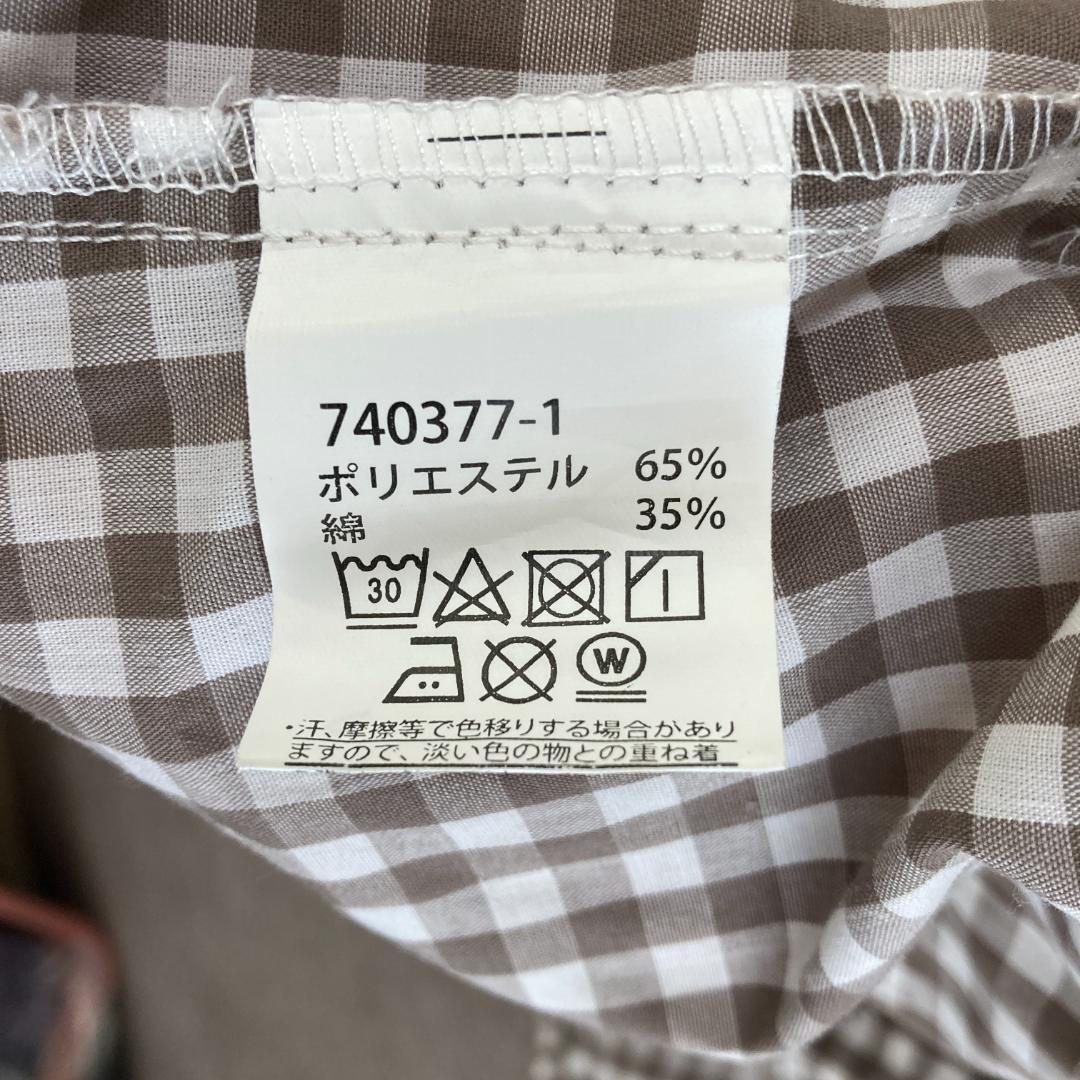 740377-1
ポリエステル 65%
綿 35%
30
W
・汗、摩擦等で色移りする場合があり
ますので、淡い色の物との重ね着